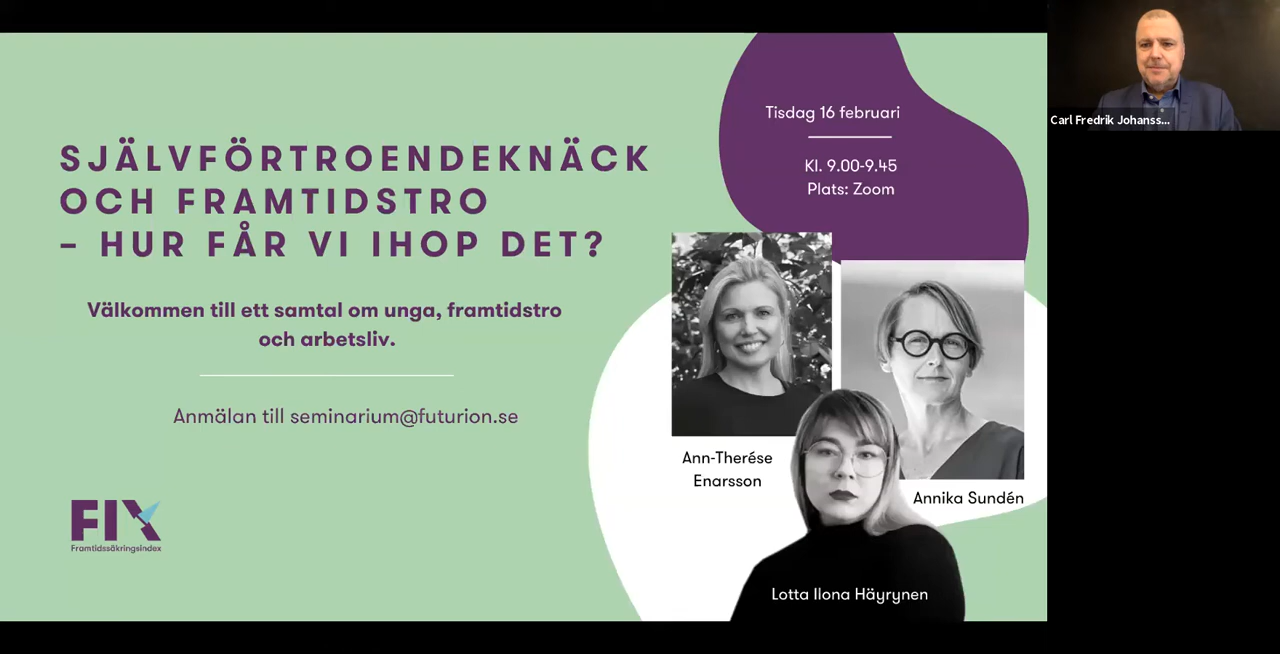 SJÄLVFÖRTROENDEKNÄCK
OCH FRAMTIDSTRO
– HUR FÅR VI IHOP DET?
Välkommen till ett samtal om unga, framtidstro
och arbetsliv.
Anmälan till seminarium@futurion.se
FIX
Framtidssäkringsindex
Tisdag 16 februari
Kl. 9.00-9.45
Plats: Zoom
Ann-Therése
Enarsson
Annika Sundén
Lotta Ilona Häyrynen
Carl Fredrik Johanss...